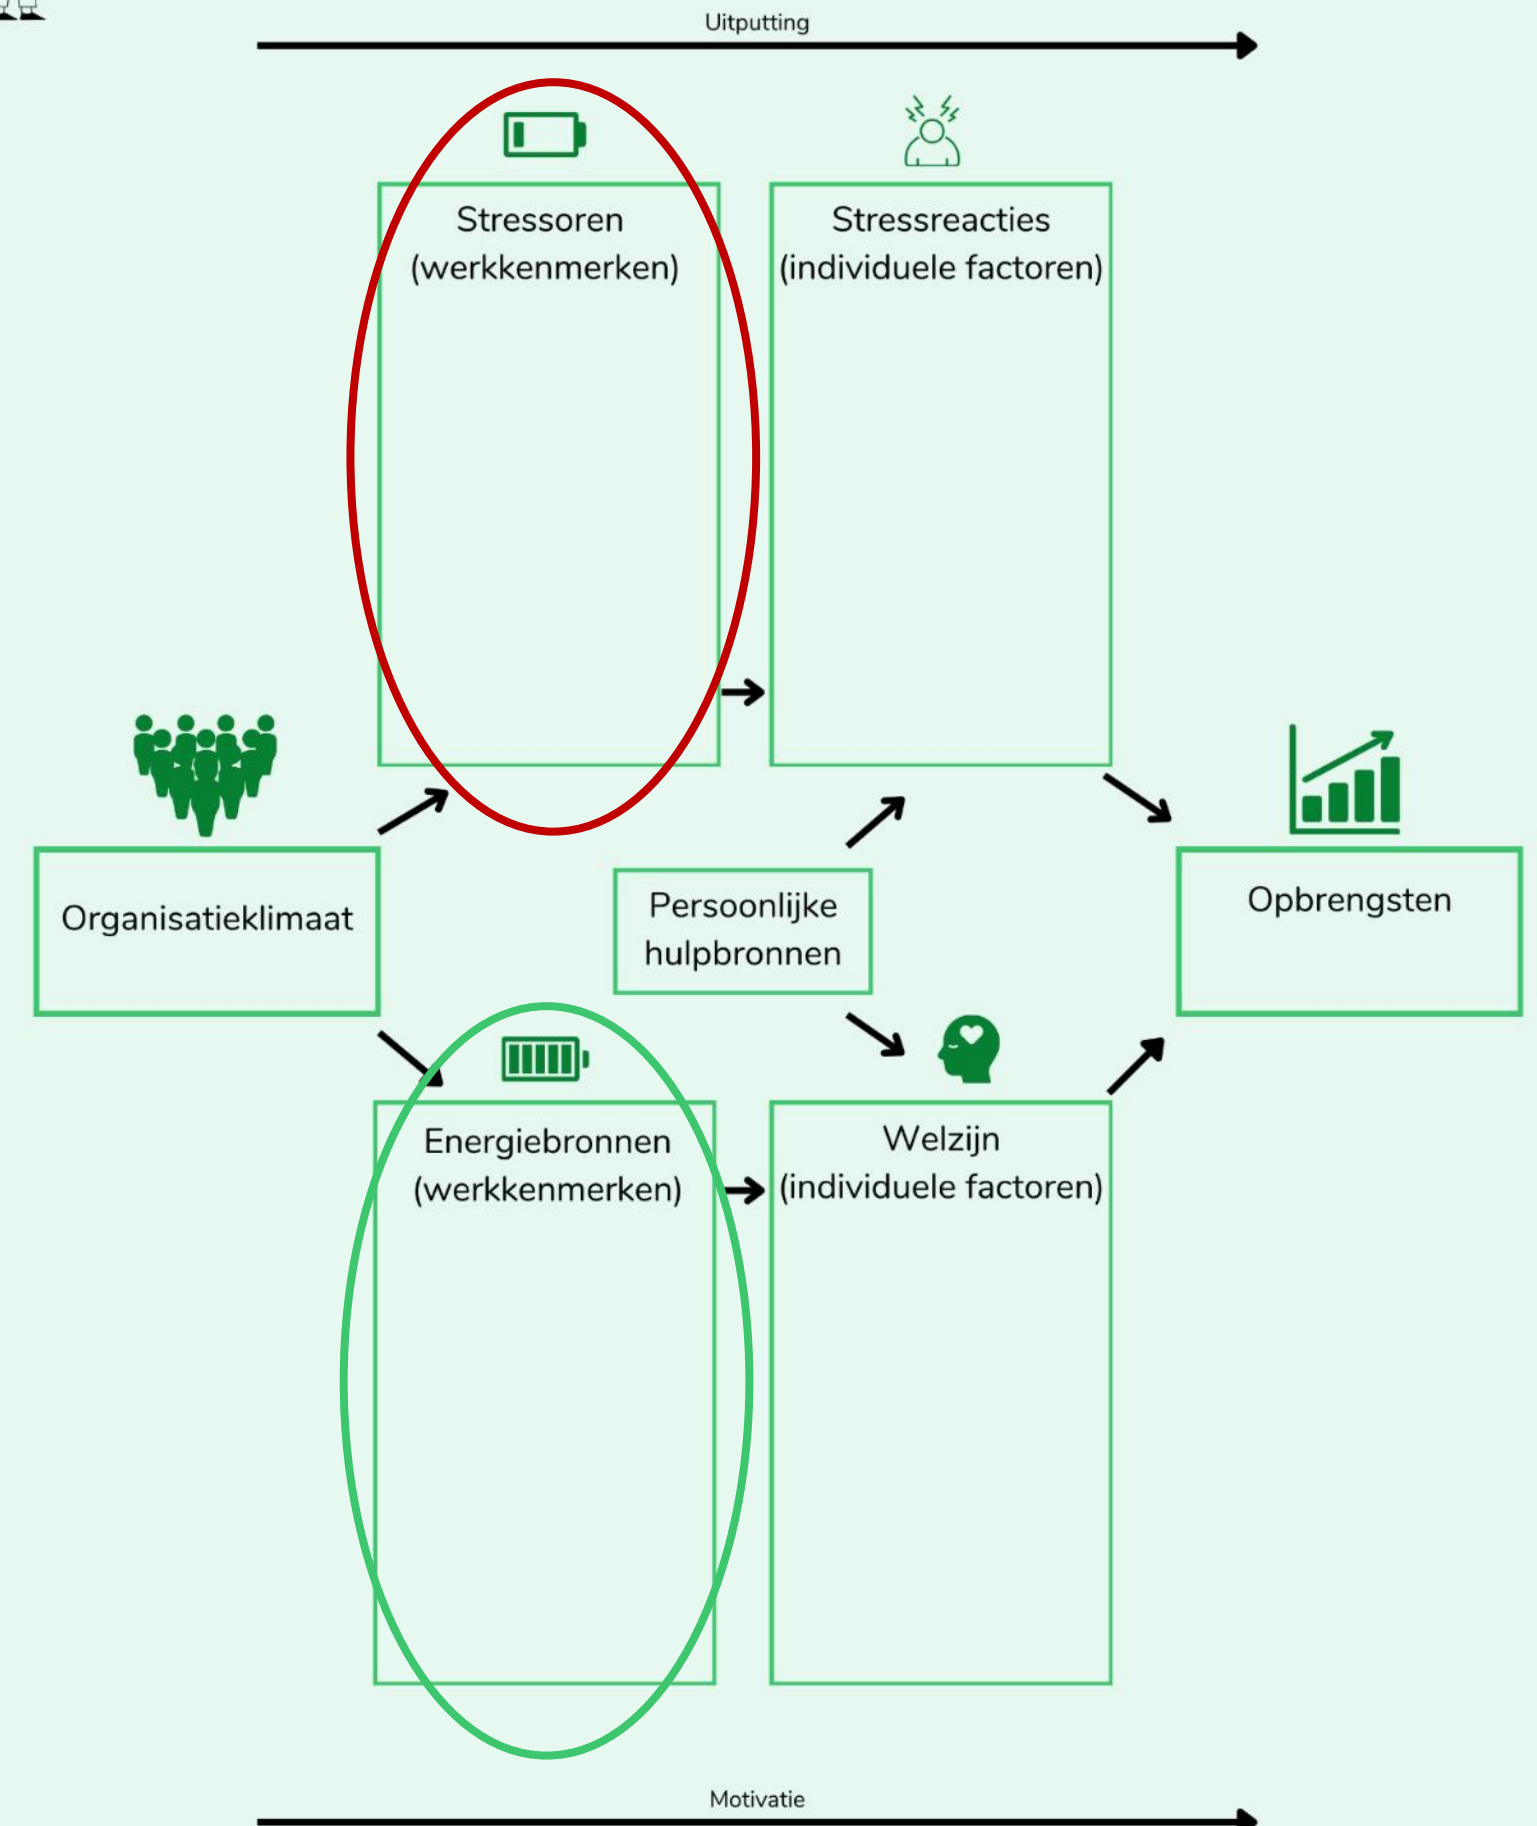 Uitputting
Stressoren
(werkkenmerken)
Stressreacties
(individuele factoren)
Organisatieklimaat
Persoonlijke
hulpbronnen
Opbrengsten
Energiebronnen
(werkkenmerken)
Welzijn
(individuele factoren)
Motivatie